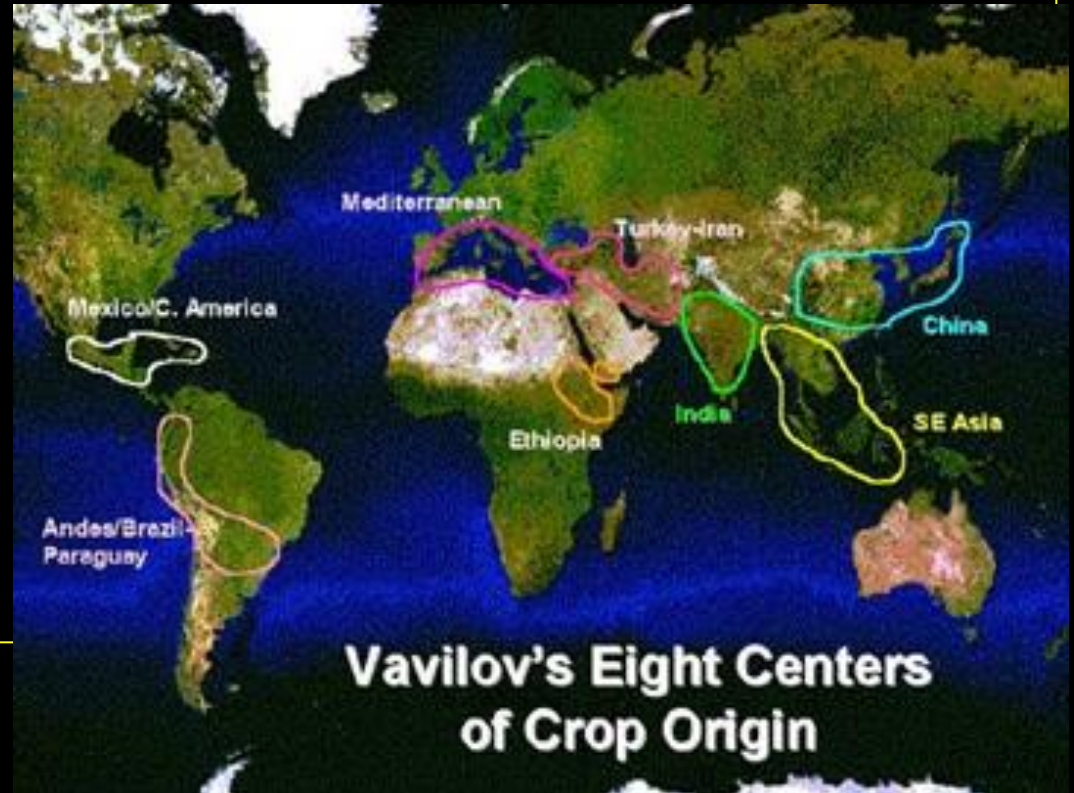 Mediterranean
Turkey-Iran
Mexico/C. America
China
India
SE Asia
Ethiopia
Andes/Brazil-
Paraguay
Vavilov's Eight Centers
of Crop Origin